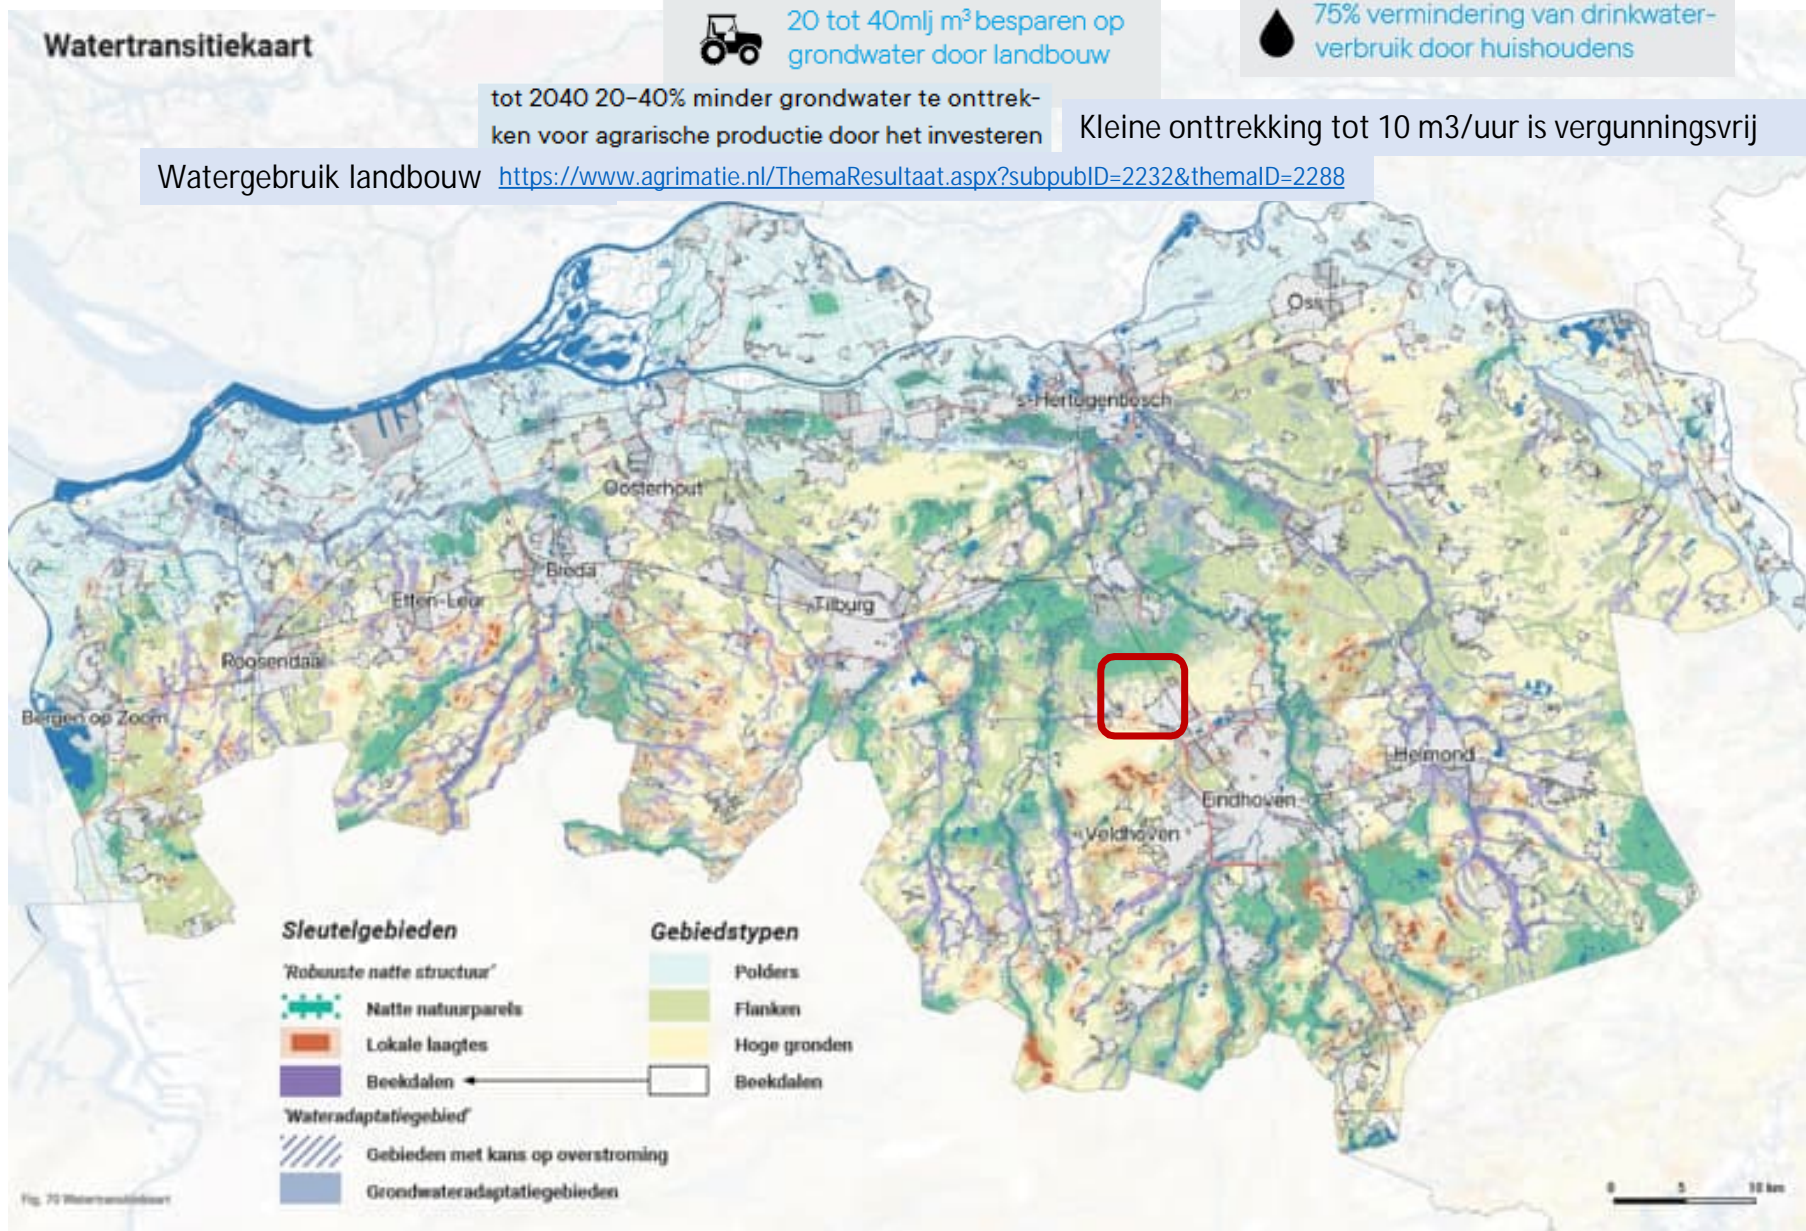 Watertransitiekaart
20 tot 40mlj m³ besparen op
grondwater door landbouw
75% vermindering van drinkwater-
verbruik door huishoudens
tot 2040 20-40% minder grondwater te onttrek-
ken voor agrarische productie door het investeren
Kleine onttrekking tot 10 m3/uur is vergunningsvrij
Watergebruik landbouw https://www.agrimatie.nl/ThemaResultaat.aspx?subpubID=2232&themaID=2288
Oss
's-Hertogenbosch
Oosterhout
Breda
Etten-Leur
Tilburg
Roosendaal
Bergen op Zoom
Helmond
Eindhoven
Veldhoven
Sleutelgebieden
'Robuuste natte structuur'
Natte natuurparels
Lokale laagtes
Beekdalen
'Wateradaptatiegebied'
Gebieden met kans op overstroming
Grondwateradaptatiegebieden
Gebiedstypen
Polders
Flanken
Hoge gronden
Beekdalen
Fig. 70 Watertransitiekaart
0 5 10 km